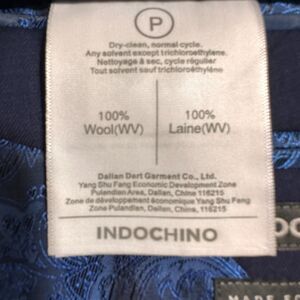 P
Dry-clean, normal cycle.
Any solvent except trichloroethylene.
Nettoyage à sec, cycle régulier
Tout solvent sauf trichloroéthylène
100%
Wool(WV)
100%
Laine(WV)
Dalian Dort Garment Co., Ltd.
Yang Shu Fang Economic Development Zone
Pulandian Area, Dalian, China 116215
Zone de développement économique Yang Shu Fang
Zone Pulandian, Dalian, Chine, 116215
INDOCHINO